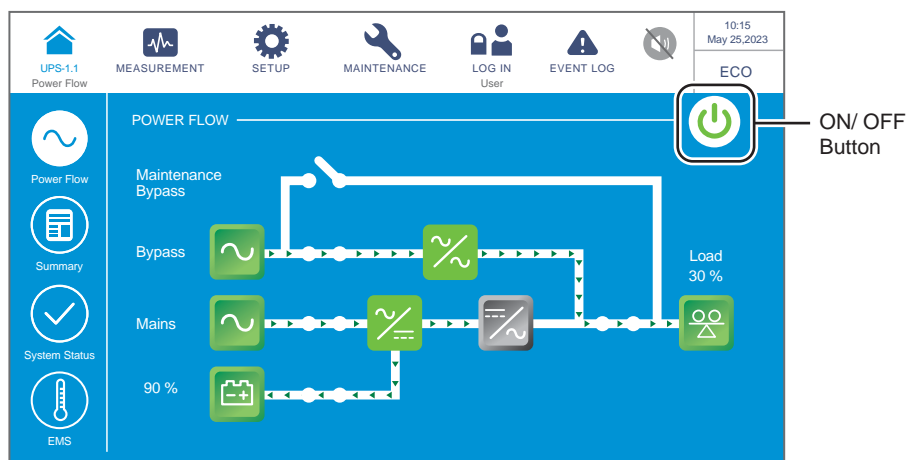 10:15
May 25,2023
UPS-1.1
MEASUREMENT
SETUP
MAINTENANCE
LOG IN
EVENT LOG
ECO
Power Flow
User
POWER FLOW
ON/ OFF
Button
Power Flow
Maintenance
Bypass
Bypass
Load
30 %
Summary
Mains
System Status
90 %
EMS